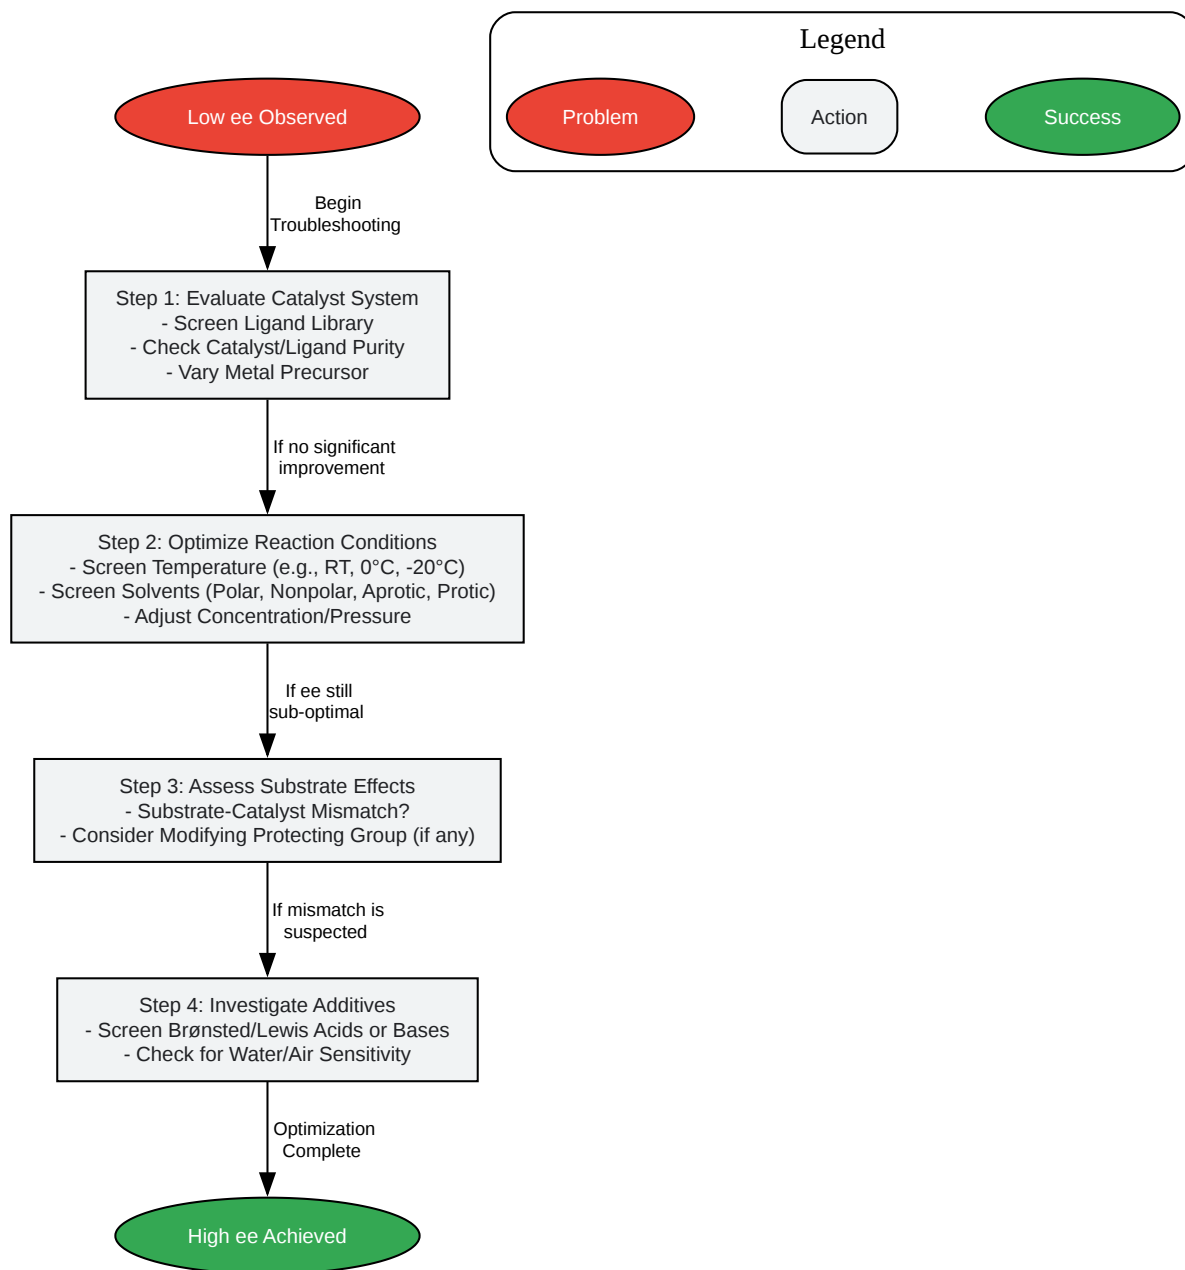 Legend
Low ee Observed
Problem
Action
Success
Begin
Troubleshooting
Step 1: Evaluate Catalyst System
- Screen Ligand Library
- Check Catalyst/Ligand Purity
- Vary Metal Precursor
If no significant
improvement
Step 2: Optimize Reaction Conditions
- Screen Temperature (e.g., RT, 0°C, -20°C)
- Screen Solvents (Polar, Nonpolar, Aprotic, Protic)
- Adjust Concentration/Pressure
If ee still
sub-optimal
Step 3: Assess Substrate Effects
- Substrate-Catalyst Mismatch?
- Consider Modifying Protecting Group (if any)
If mismatch is
suspected
Step 4: Investigate Additives
- Screen Brønsted/Lewis Acids or Bases
- Check for Water/Air Sensitivity
Optimization
Complete
High ee Achieved